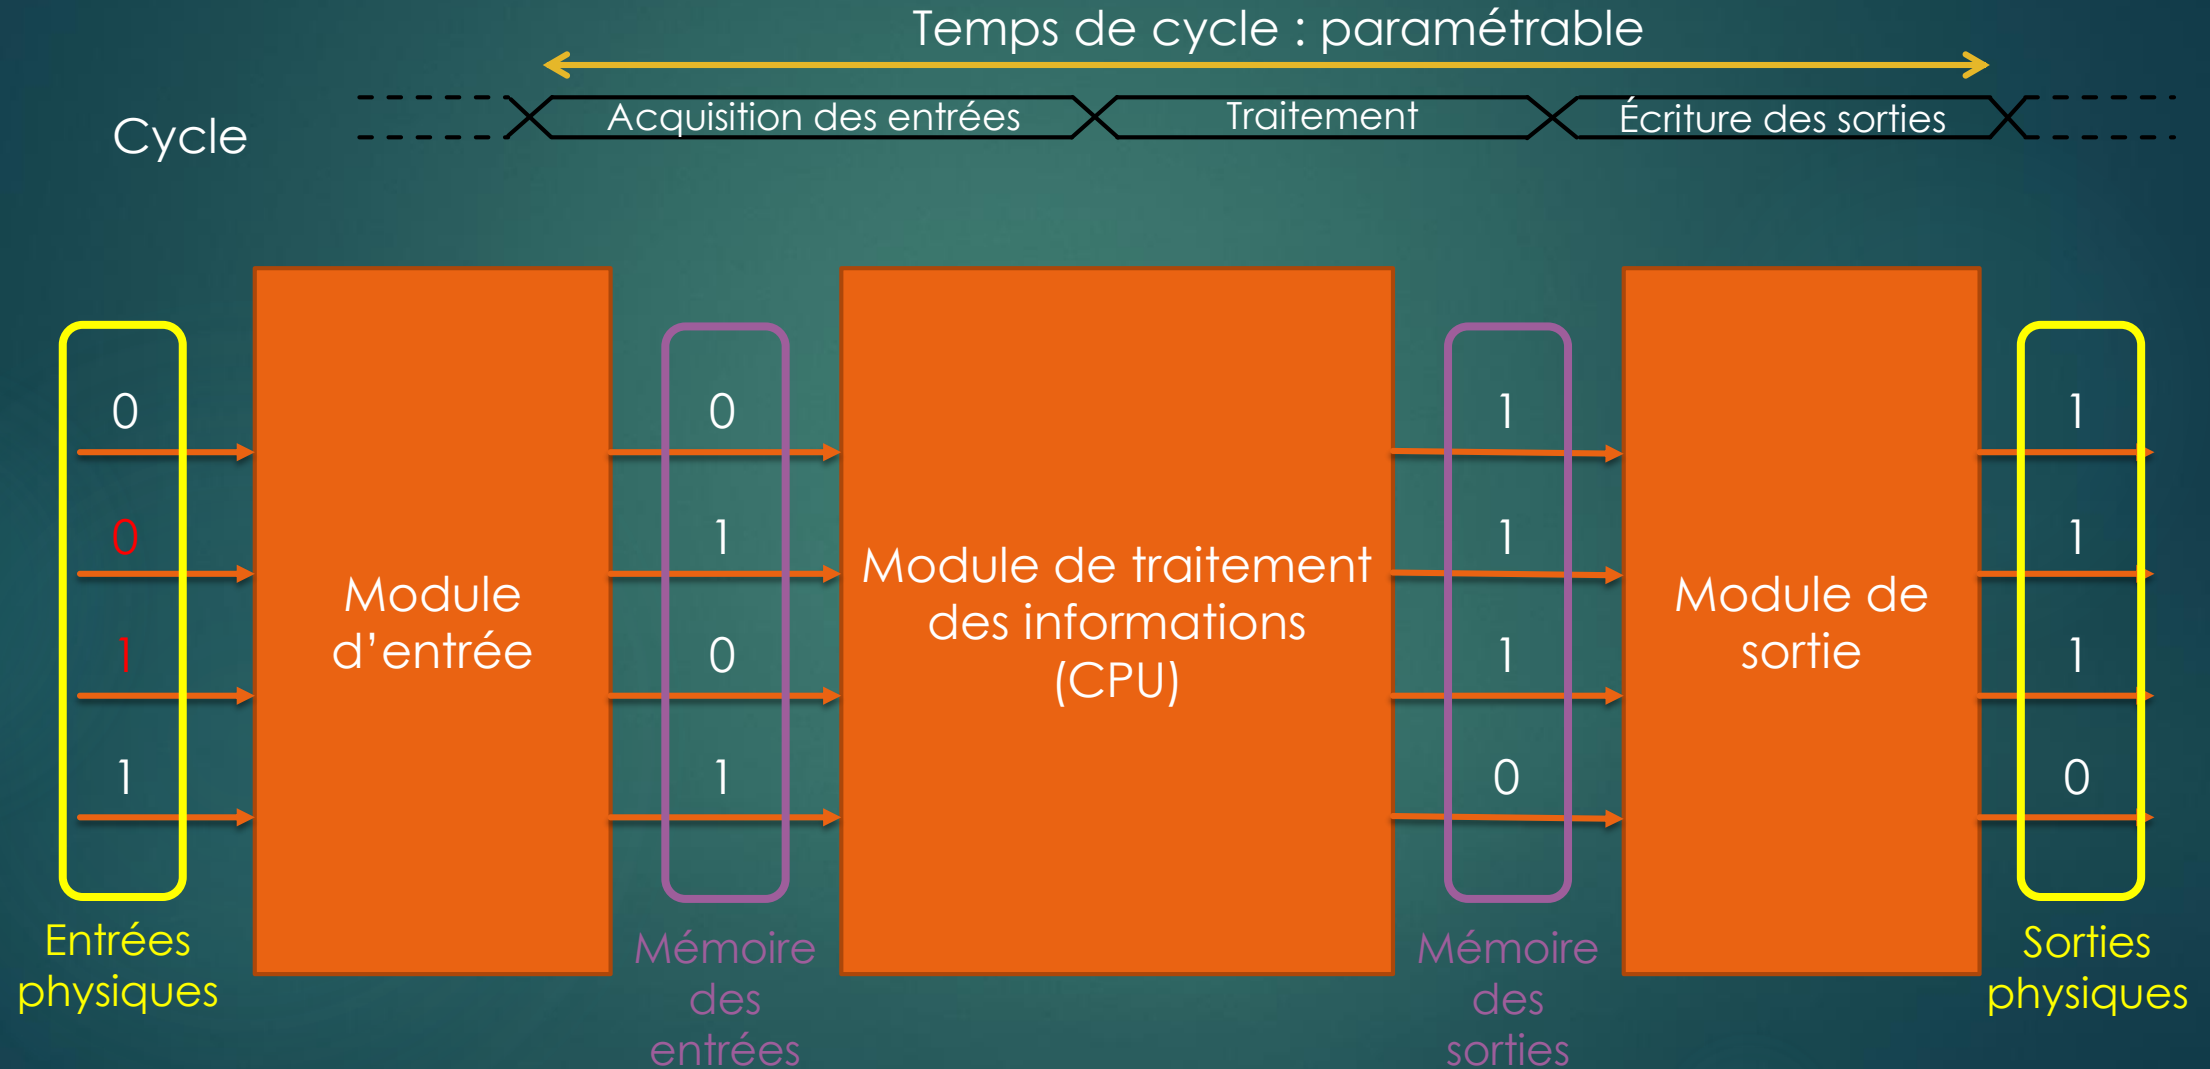 Temps de cycle : paramétrable
Cycle
Acquisition des entrées
Traitement
Écriture des sorties
0
0
1
1
Entrées
physiques
Module
d’entrée
0
1
0
1
Mémoire
des
entrées
Module de traitement
des informations
(CPU)
1
1
1
0
Mémoire
des
sorties
Module de
sortie
1
1
1
0
Sorties
physiques